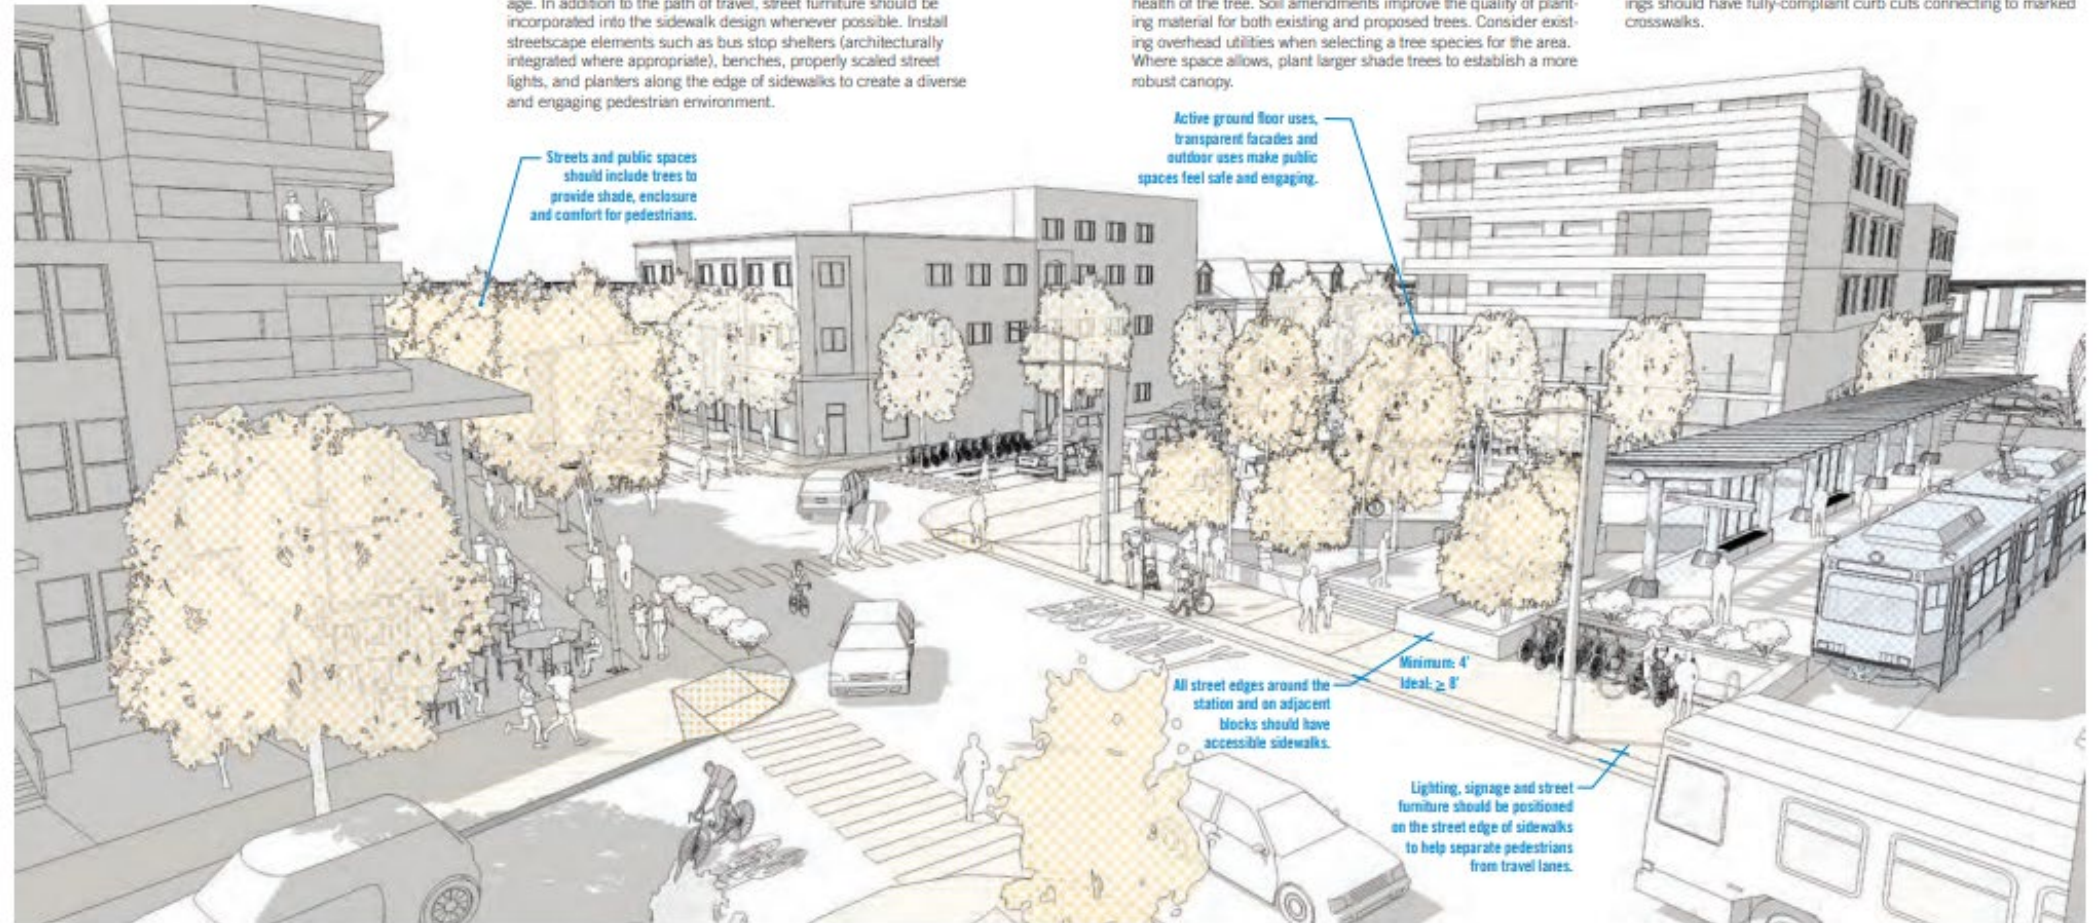 age. In addition to the path of travel, street furniture should be
incorporated into the sidewalk design whenever possible. Install
streetscape elements such as bus stop shelters (architecturally
integrated where appropriate), benches, properly scaled street
lights, and planters along the edge of sidewalks to create a diverse
and engaging pedestrian environment.
health of the tree. Soil amendments improve the quality of plant-
ing material for both existing and proposed trees. Consider exist-
ing overhead utilities when selecting a tree species for the area.
Where space allows, plant larger shade trees to establish a more
robust canopy.
ings should have fully-compliant curb cuts connecting to marked
crosswalks.
Streets and public spaces
should include trees to
provide shade, enclosure
and comfort for pedestrians.
Active ground floor uses,
transparent facades and
outdoor uses make public
spaces feel safe and engaging.
BUS ONLY
Minimum: 4'
Ideal: ≥ 8'
All street edges around the
station and on adjacent
blocks should have
accessible sidewalks.
Lighting, signage and street
furniture should be positioned
on the street edge of sidewalks
to help separate pedestrians
from travel lanes.